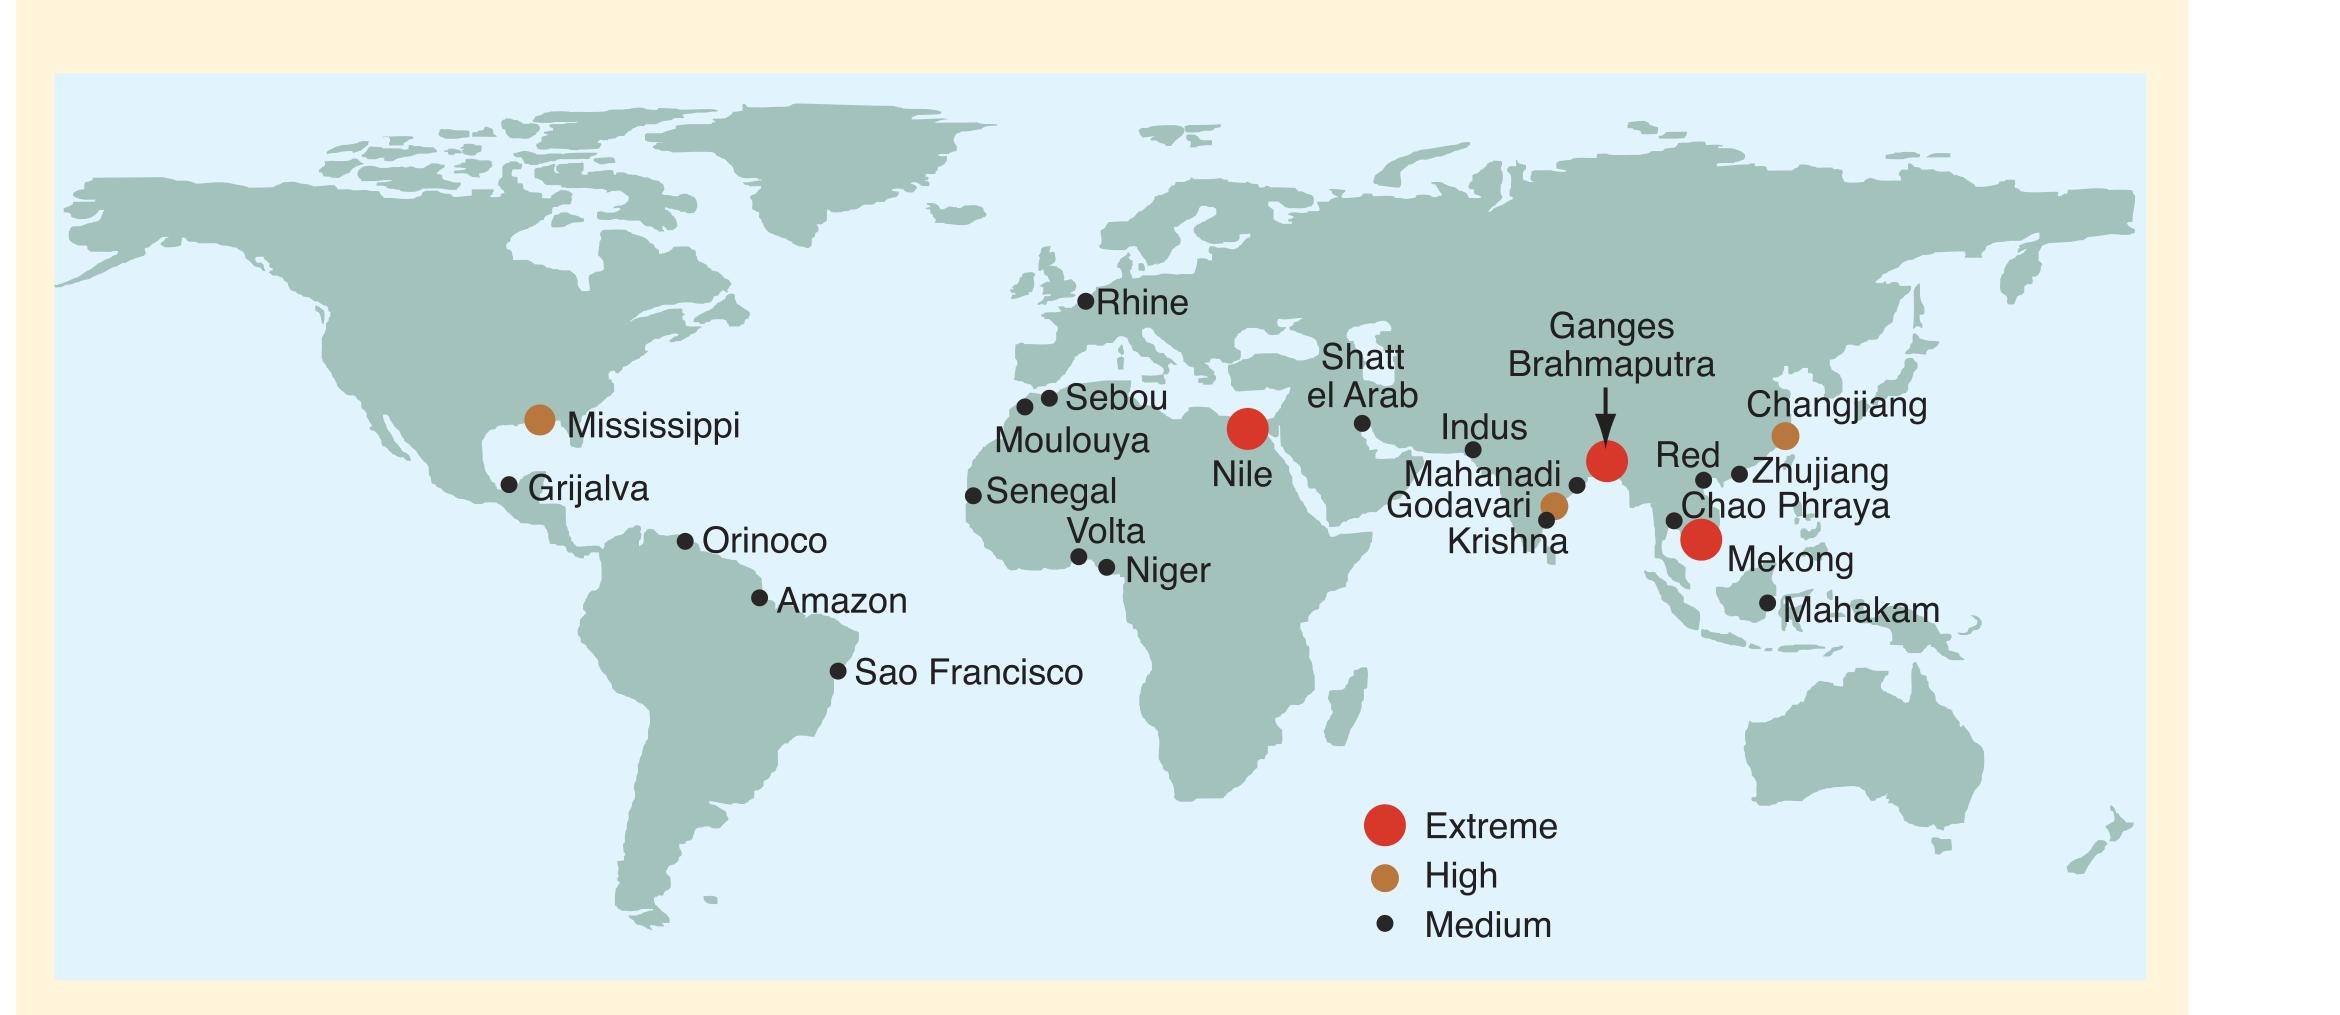 Rhine
Ganges
Brahmaputra
Shatt
el Arab
Sebou
Moulouya
Mississippi
Changjiang
Indus
Nile
Red
Zhujiang
Mahanadi
Grijalva
Senegal
Godavari
Chao Phraya
Volta
Krishna
Orinoco
Niger
Mekong
Amazon
Mahakam
Sao Francisco
Extreme
High
Medium